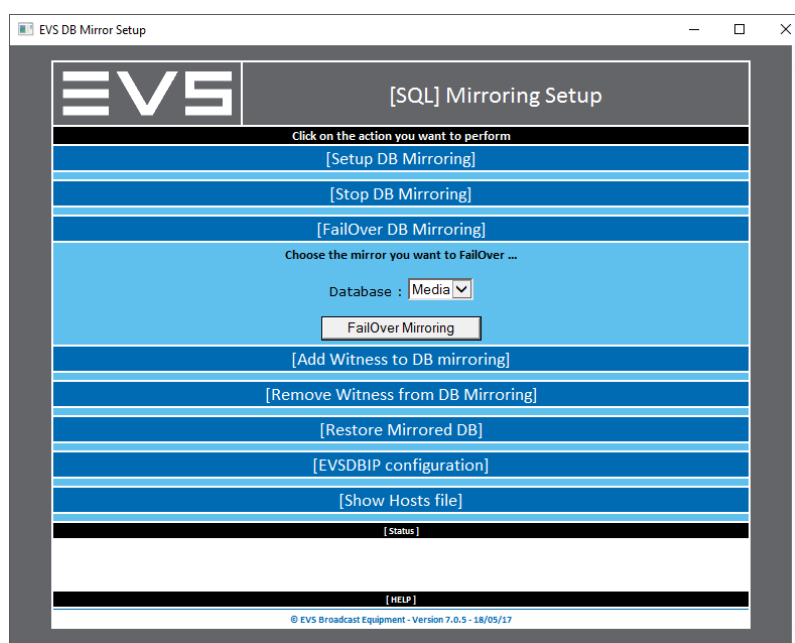 EVS DB Mirror Setup
EVS
[SQL] Mirroring Setup
Click on the action you want to perform
[Setup DB Mirroring]
[Stop DB Mirroring]
[FailOver DB Mirroring]
Choose the mirror you want to FailOver ...
Database : Media
FailOver Mirroring
[Add Witness to DB mirroring]
[Remove Witness from DB Mirroring]
[Restore Mirrored DB]
[EVSDBIP configuration]
[Show Hosts file]
[ Status ]
[ HELP ]
© EVS Broadcast Equipment - Version 7.0.5 - 18/05/17